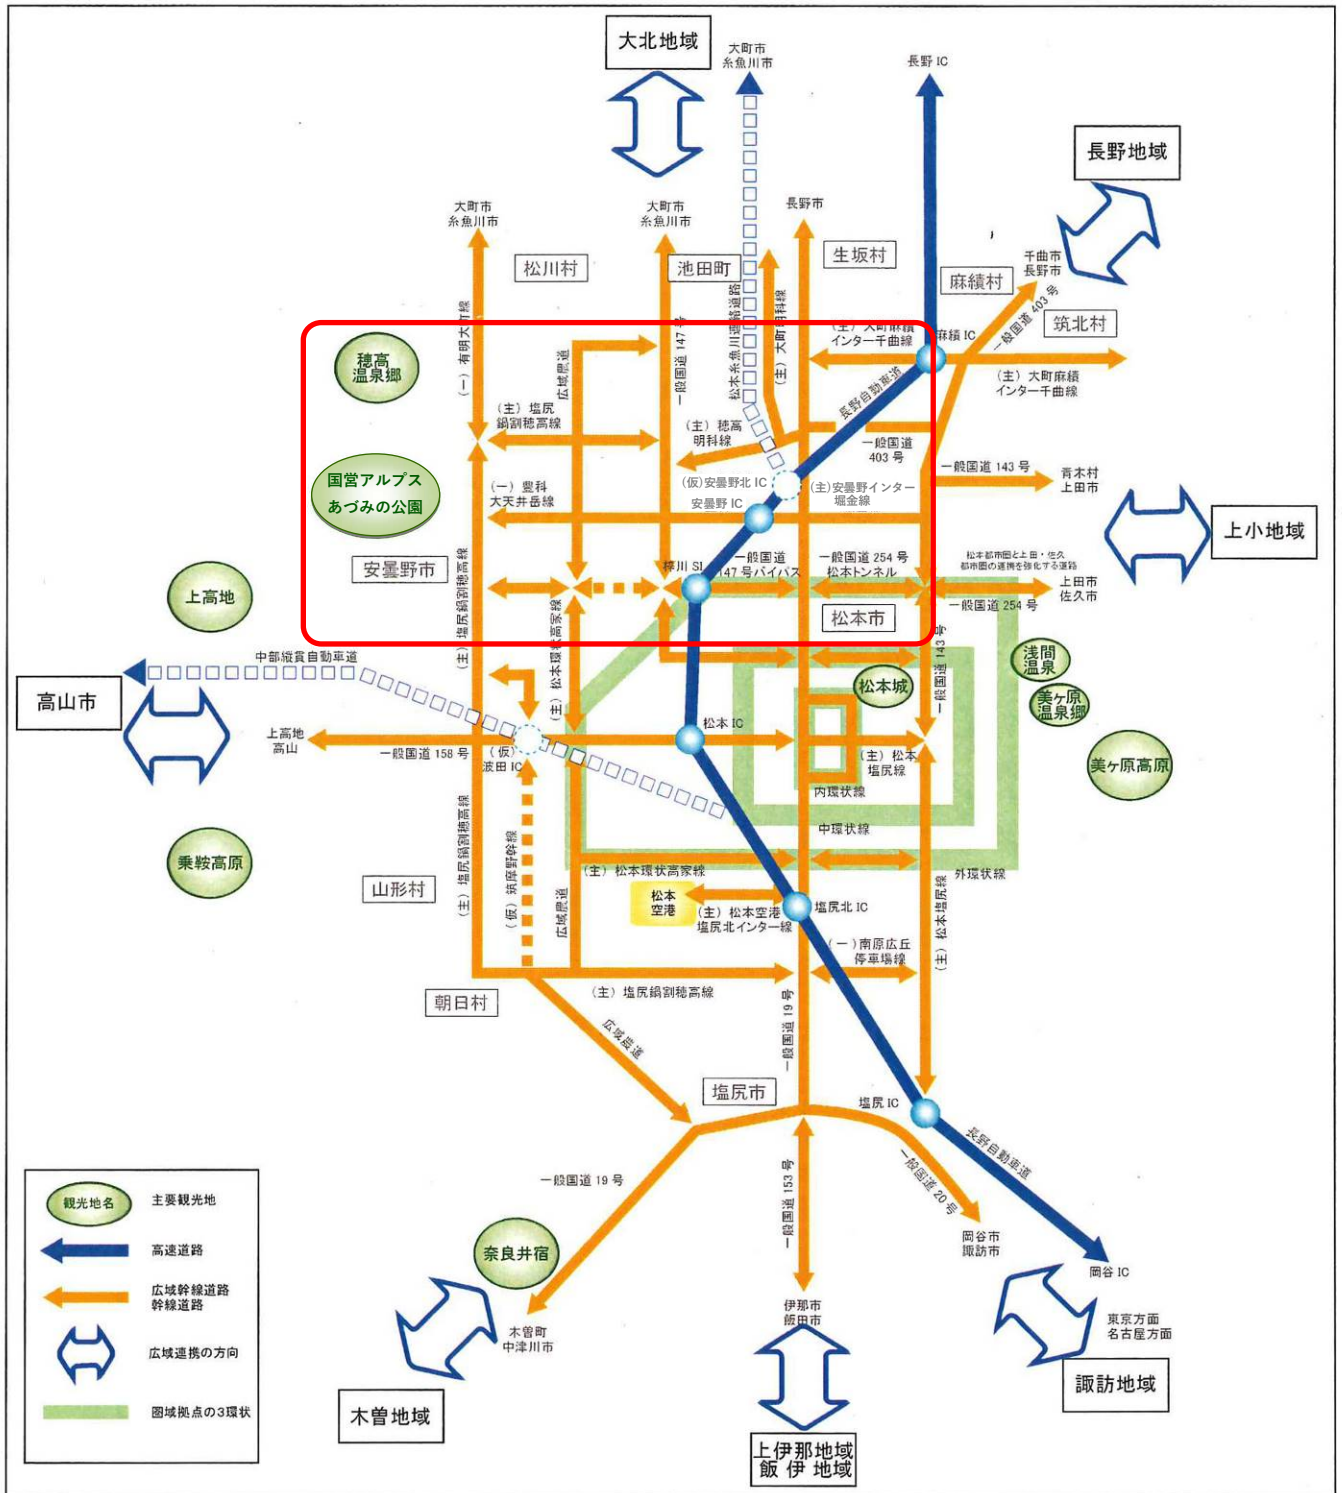 大北地域
大町市
糸魚川市
長野 IC
長野地域
大町市
糸魚川市
大町市
糸魚川市
長野市
松川村
池田町
生坂村
麻績村
千曲市
長野市
筑北村
(一) 有明大町線
広域農道
一般国道 147 号
松本糸魚川連絡道路
(主) 大町明科線
(主) 大町麻績
インター千曲線
麻績 IC
一般国道 403 号
(主) 大町麻績
インター千曲線
穂高
温泉郷
長野自動車道
(主) 塩尻
鍋割穂高線
(主) 穂高
明科線
一般国道
403 号
国営アルプス
あづみの公園
(一) 豊科
大天井岳線
(仮) 安曇野北 IC
安曇野 IC
(主) 安曇野インター
堀金線
一般国道 143 号
青木村
上田市
上小地域
安曇野市
(主) 塩尻鍋割穂高線
梓川 SI
一般国道
147 号バイパス
一般国道 254 号
松本トンネル
松本都市圏と上田・佐久
都市圏の連携を強化する道路
上田市
佐久市
一般国道 254 号
上高地
(主) 松本環状高家線
松本市
一般国道 143 号
浅間
温泉
中部縦貫自動車道
松本城
美ヶ原
温泉郷
高山市
上高地
高山
一般国道 158 号
(仮)
波田 IC
松本 IC
(主) 松本
塩尻線
美ヶ原高原
内環状線
中環状線
外環状線
乗鞍高原
(主) 塩尻鍋割穂高線
山形村
(仮) 筑摩野幹線
広域農道
(主) 松本環状高家線
松本
空港
(主) 松本空港
塩尻北インター線
塩尻北 IC
(一) 南原広丘
停車場線
(主) 松本塩尻線
朝日村
(主) 塩尻鍋割穂高線
広域農道
一般国道 19 号
塩尻市
塩尻 IC
長野自動車道
一般国道 19 号
一般国道 153 号
一般国道 20 号
岡谷市
諏訪市
岡谷 IC
奈良井宿
木曽町
中津川市
伊那市
飯田市
東京方面
名古屋方面
木曽地域
上伊那地域
飯 伊 地域
諏訪地域
観光地名
主要観光地
高速道路
広域幹線道路
幹線道路
広域連携の方向
圏域拠点の3環状